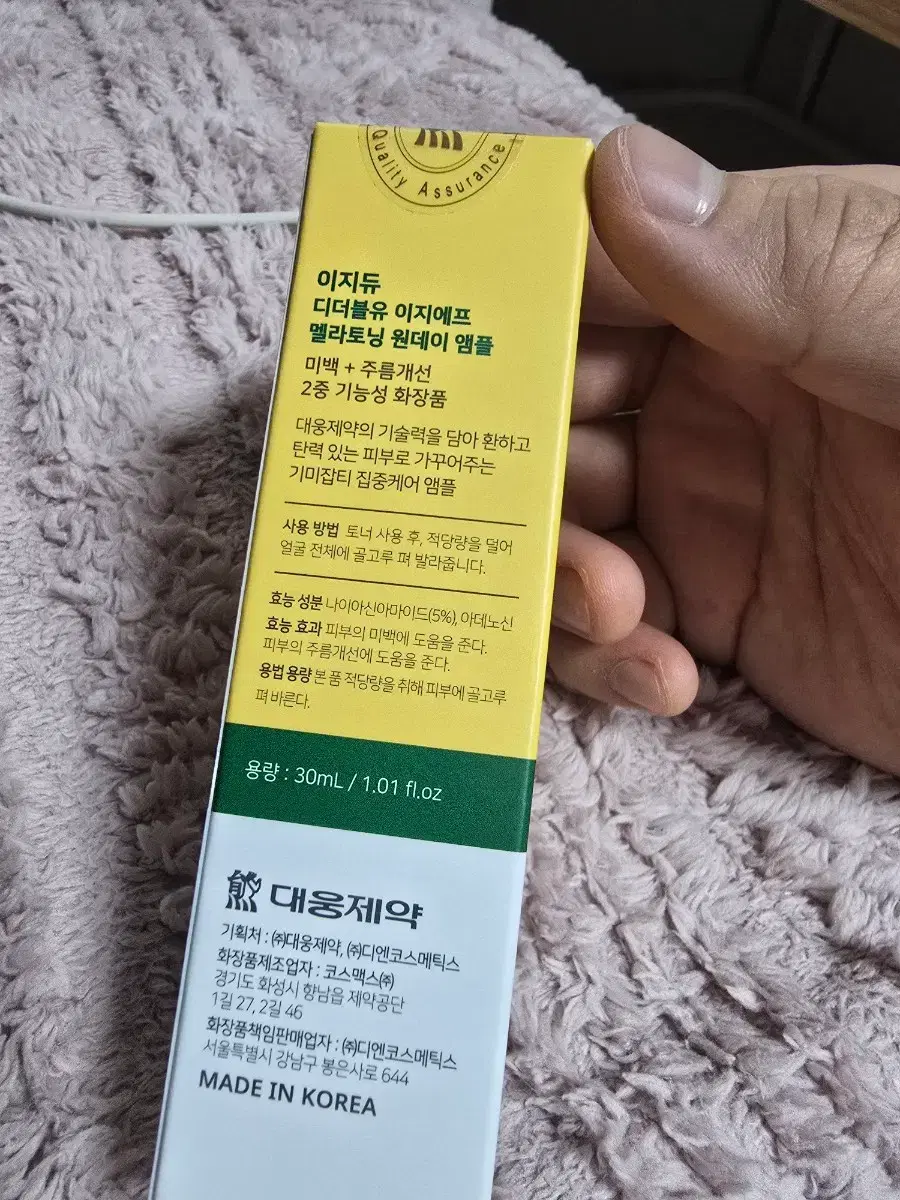 Quality Assurance
이지듀
디더블유 이지에프
멜라토닝 원데이 앰플
미백 + 주름개선
2중 기능성 화장품
대웅제약의 기술력을 담아 환하고
탄력 있는 피부로 가꾸어주는
기미잡티 집중케어 앰플
사용 방법 토너 사용 후, 적당량을 덜어
얼굴 전체에 골고루 펴 발라줍니다.
효능 성분 나이아신아마이드(5%), 아데노신
효능 효과 피부의 미백에 도움을 준다.
피부의 주름개선에 도움을 준다.
용법 용량 본 품 적당량을 취해 피부에 골고루
펴 바른다.
용량 : 30mL / 1.01 fl.oz
대웅제약
기획처 : ㈜대웅제약, ㈜디엔코스메틱스
화장품제조업자 : 코스맥스㈜
경기도 화성시 향남읍 제약공단
1길 27, 2길 46
화장품책임판매업자 : ㈜디엔코스메틱스
서울특별시 강남구 봉은사로 644
MADE IN KOREA